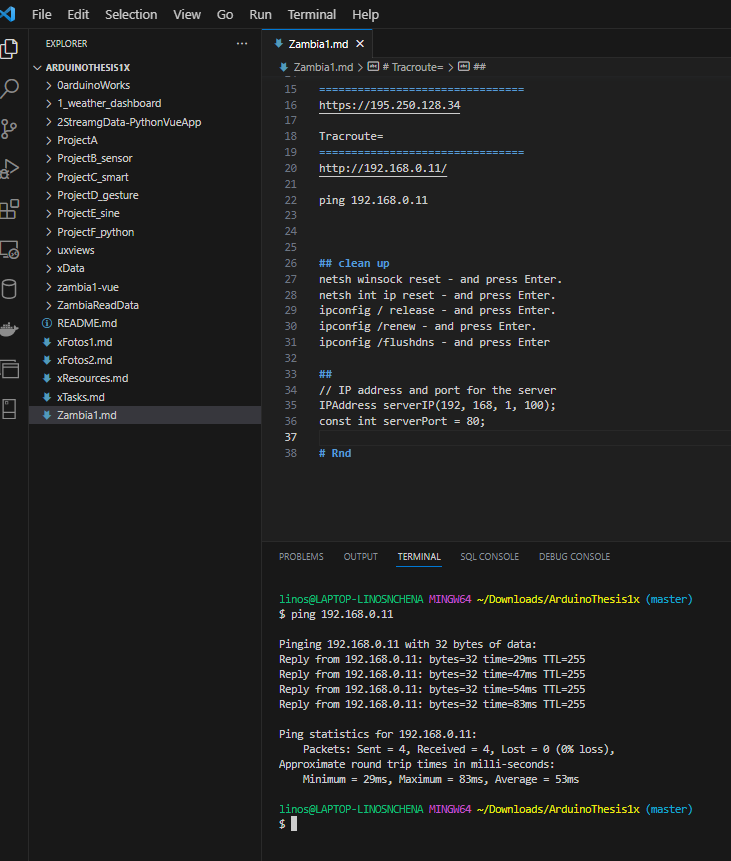 File Edit Selection View Go Run Terminal Help
EXPLORER ...
ARDUINOTHESIS1X
0arduinoWorks
1_weather_dashboard
2StreamgData-PythonVueApp
ProjectA
ProjectB_sensor
ProjectC_smart
ProjectD_gesture
ProjectE_sine
ProjectF_python
uxviews
xData
zambia1-vue
ZambiaReadData
README.md
xFotos1.md
xFotos2.md
xResources.md
xTasks.md
Zambia1.md
Zambia1.md
Zambia1.md > # Tracroute= > ##
15 ===============================
16 https://195.250.128.34
17
18 Tracroute=
19 ===============================
20 http://192.168.0.11/
21
22 ping 192.168.0.11
23
24
25
26 ## clean up
27 netsh winsock reset - and press Enter.
28 netsh int ip reset - and press Enter.
29 ipconfig / release - and press Enter.
30 ipconfig /renew - and press Enter.
31 ipconfig /flushdns - and press Enter
32
33 ##
34 // IP address and port for the server
35 IPAddress serverIP(192, 168, 1, 100);
36 const int serverPort = 80;
37
38 # Rnd
PROBLEMS OUTPUT TERMINAL SQL CONSOLE DEBUG CONSOLE
linos@LAPTOP-LINOSNCHENA MINGW64 ~/Downloads/ArduinoThesis1x (master)
$ ping 192.168.0.11
Pinging 192.168.0.11 with 32 bytes of data:
Reply from 192.168.0.11: bytes=32 time=29ms TTL=255
Reply from 192.168.0.11: bytes=32 time=47ms TTL=255
Reply from 192.168.0.11: bytes=32 time=54ms TTL=255
Reply from 192.168.0.11: bytes=32 time=83ms TTL=255
Ping statistics for 192.168.0.11:
Packets: Sent = 4, Received = 4, Lost = 0 (0% loss),
Approximate round trip times in milli-seconds:
Minimum = 29ms, Maximum = 83ms, Average = 53ms
linos@LAPTOP-LINOSNCHENA MINGW64 ~/Downloads/ArduinoThesis1x (master)
$